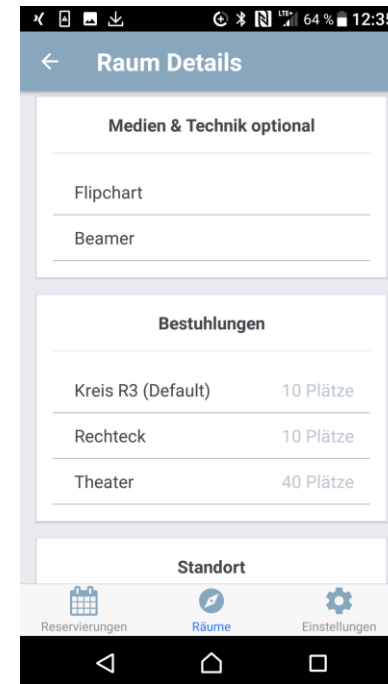 64 % 12:35
Raum Details
Medien & Technik optional
Flipchart
Beamer
Bestuhlungen
Kreis R3 (Default) 10 Plätze
Rechteck 10 Plätze
Theater 40 Plätze
Standort
Reservierungen Räume Einstellungen